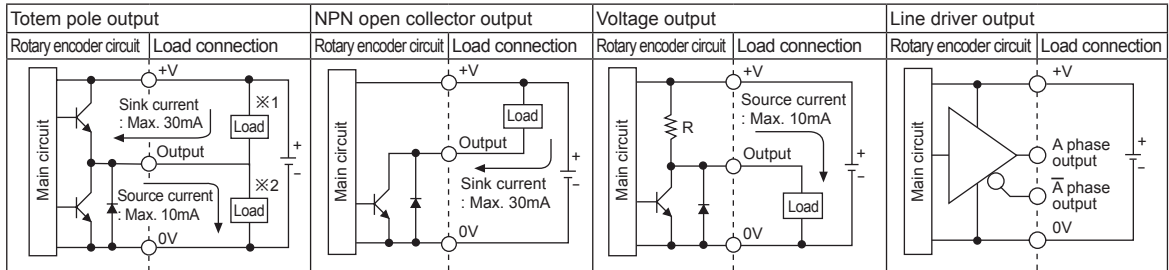 Totem pole output
Rotary encoder circuit Load connection
Main circuit
+V
Sink current
: Max. 30mA
※1
Load
Output
Source current
: Max. 10mA
※2
Load
0V
+
−
NPN open collector output
Rotary encoder circuit Load connection
Main circuit
+V
Load
Output
Sink current
: Max. 30mA
0V
+
−
Voltage output
Rotary encoder circuit Load connection
Main circuit
+V
Source current
: Max. 10mA
R
Output
Load
0V
+
−
Line driver output
Rotary encoder circuit Load connection
Main circuit
+V
A phase
output
A̅ phase
output
0V
+
−